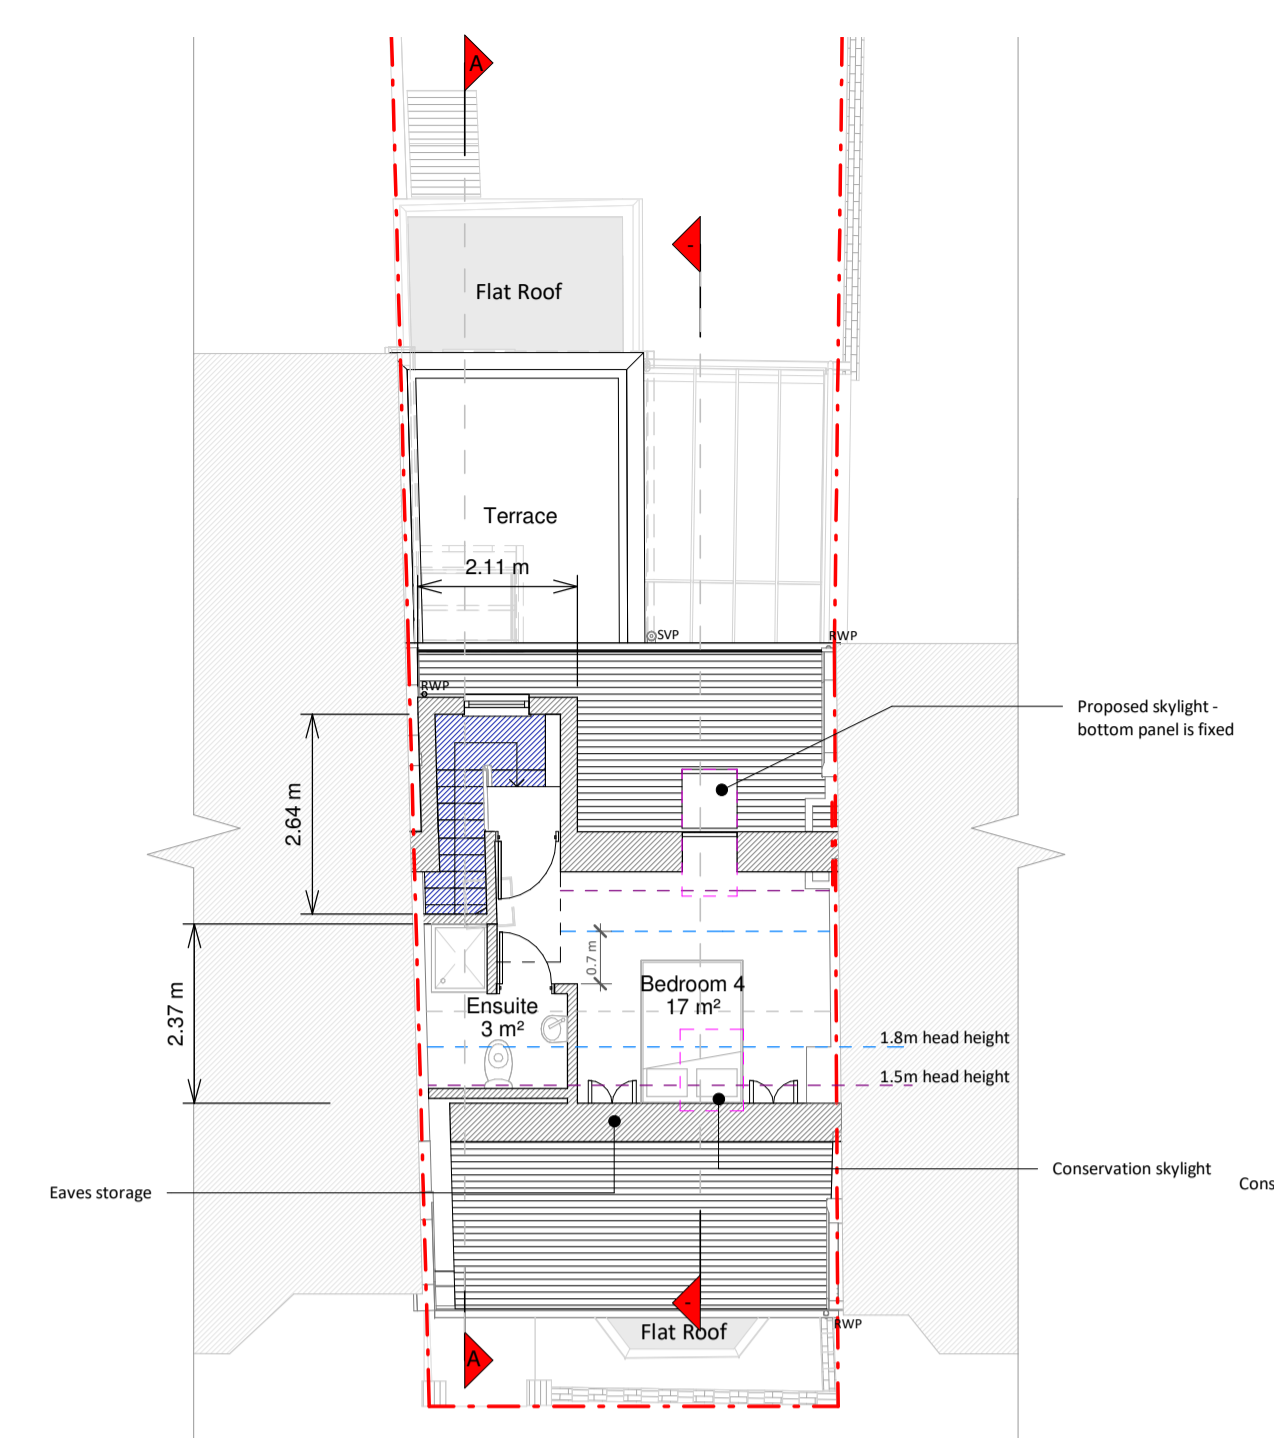 A
-
Flat Roof
Terrace
2.11 m
SVP
RWP
RWP
Proposed skylight -
bottom panel is fixed
2.64 m
0.7 m
Bedroom 4
17 m²
Ensuite
3 m²
2.37 m
1.8m head height
1.5m head height
Conservation skylight
Eaves storage
Cons
-
RWP
Flat Roof
A